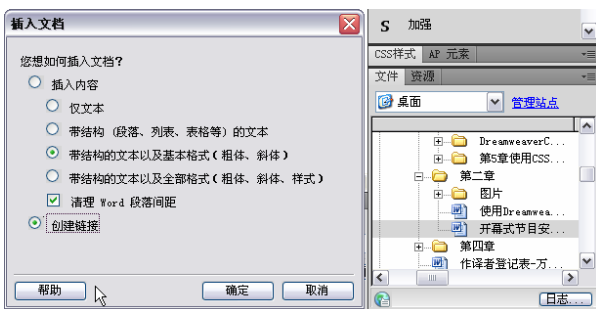 插入文档
您想如何插入文档?
插入内容
仅文本
带结构 (段落、列表、表格等) 的文本
带结构的文本以及基本格式(粗体、斜体)
带结构的文本以及全部格式(粗体、斜体、样式)
清理 Word 段落间距
创建链接
帮助 确定 取消
S 加强
CSS样式 AP 元素
文件 资源
桌面 管理站点
DreamweaverC...
第5章使用CSS...
第二章
图片
使用Dreamwea...
开幕式节目安...
第四章
作译者登记表-万...
日志...